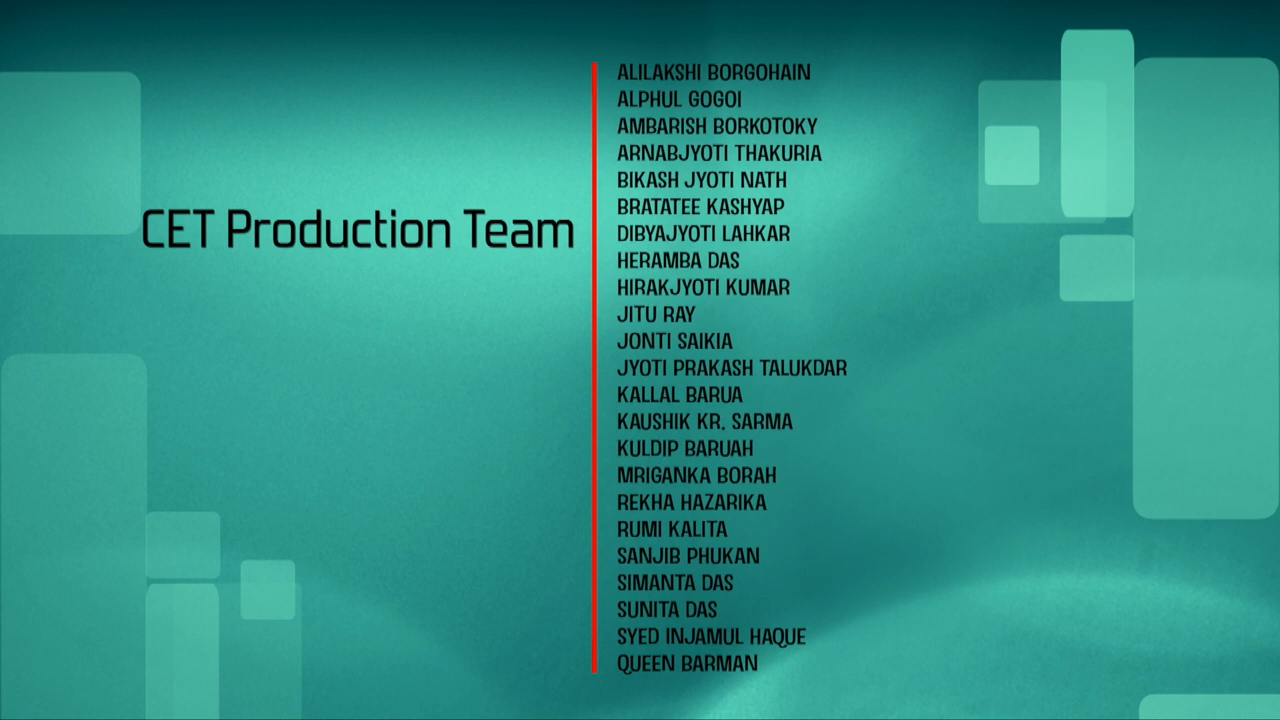 CET Production Team
ALILAKSHI BORGOHAIN
ALPHUL GOGOI
AMBARISH BORKOTOKY
ARNABJYOTI THAKURIA
BIKASH JYOTI NATH
BRATATEE KASHYAP
DIBYAJYOTI LAHKAR
HERAMBA DAS
HIRAKJYOTI KUMAR
JITU RAY
JONTI SAIKIA
JYOTI PRAKASH TALUKDAR
KALLAL BARUA
KAUSHIK KR. SARMA
KULDIP BARUAH
MRIGANKA BORAH
REKHA HAZARIKA
RUMI KALITA
SANJIB PHUKAN
SIMANTA DAS
SUNITA DAS
SYED INJAMUL HAQUE
QUEEN BARMAN